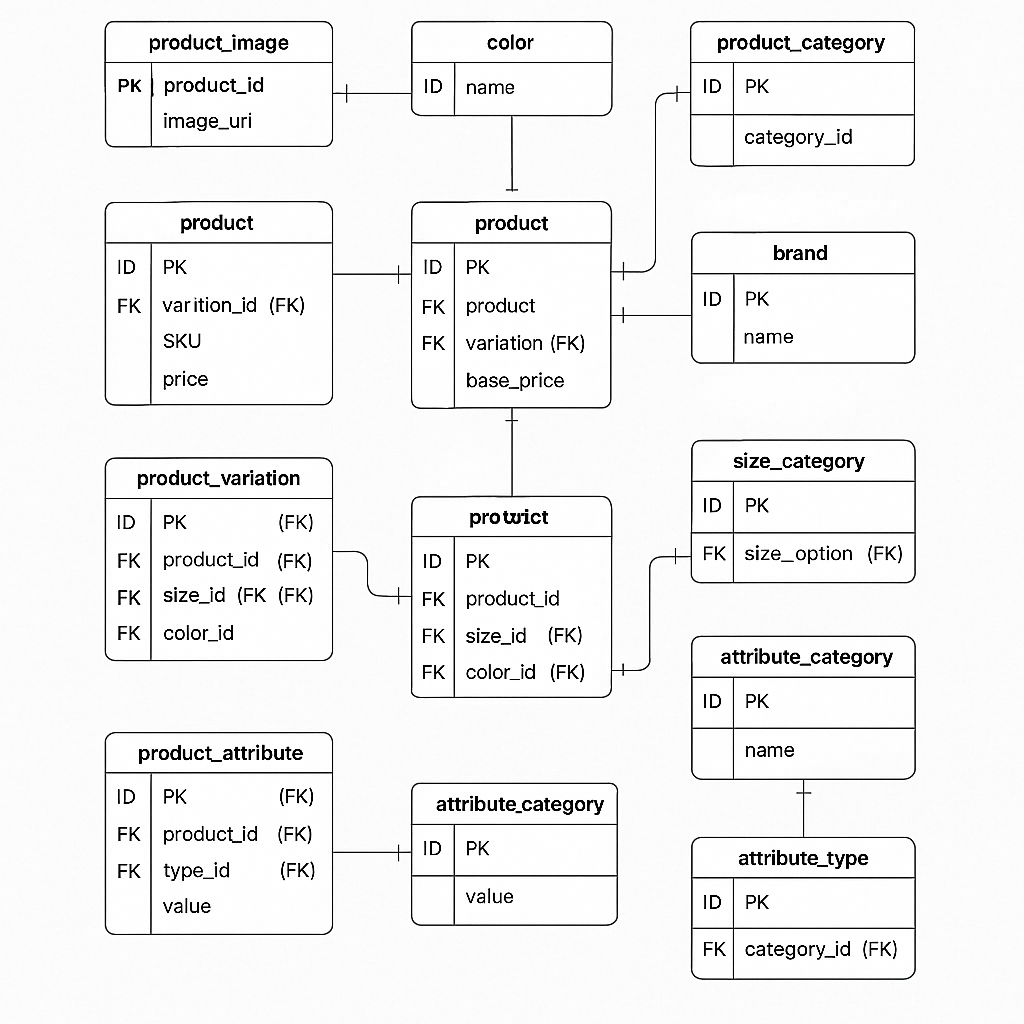 product_image
PK product_id
image_uri
color
ID name
product_category
ID PK
category_id
product
ID PK
FK varition_id (FK)
SKU
price
product
ID PK
FK product
FK variation (FK)
base_price
brand
ID PK
name
product_variation
ID PK (FK)
FK product_id (FK)
FK size_id (FK (FK)
FK color_id
ID PK
FK product_id
FK size_id (FK)
FK color_id (FK)
size_category
ID PK
FK size_option (FK)
attribute_category
ID PK
name
product_attribute
ID PK (FK)
FK product_id (FK)
FK type_id (FK)
value
attribute_category
ID PK
value
attribute_type
ID PK
FK category_id (FK)